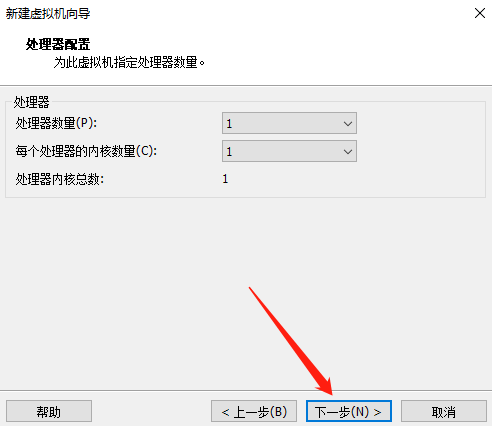 新建虚拟机向导
处理器配置
为此虚拟机指定处理器数量。
处理器
处理器数量(P): 1
每个处理器的内核数量(C): 1
处理器内核总数: 1
帮助 < 上一步(B) 下一步(N) > 取消